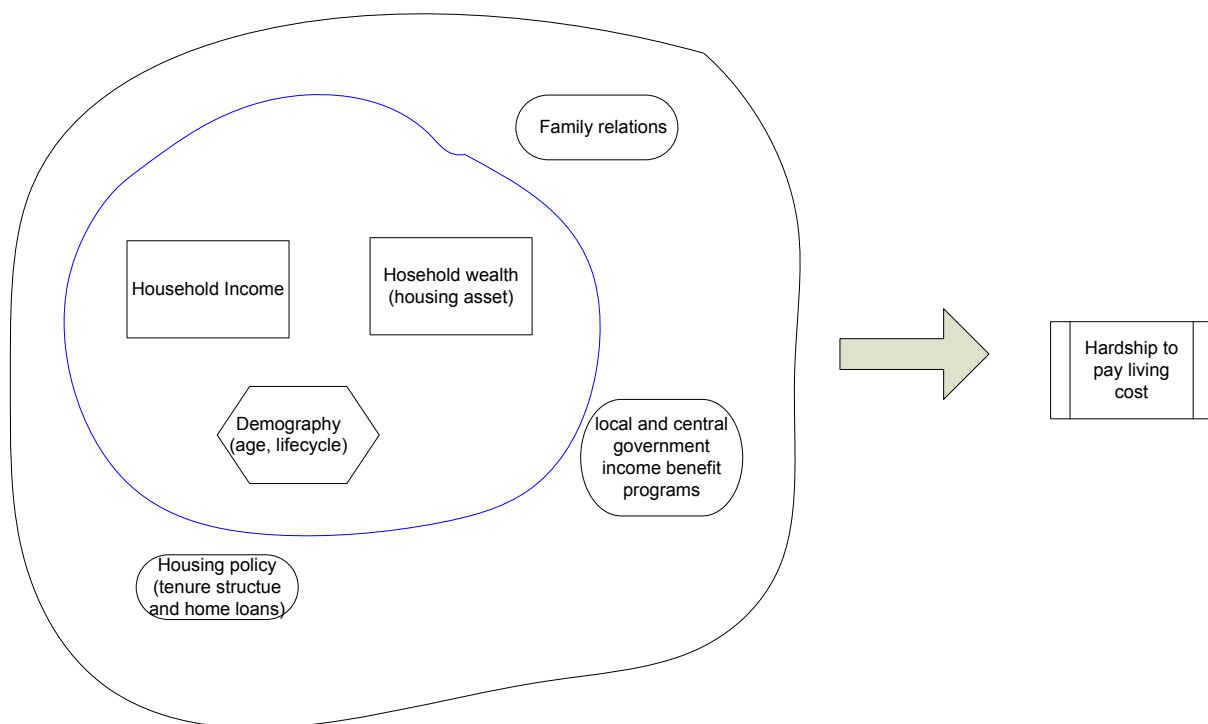 Family relations
Household Income
Hosehold wealth
(housing asset)
Demography
(age, lifecycle)
local and central
government
income benefit
programs
Housing policy
(tenure structue
and home loans)
Hardship to
pay living
cost